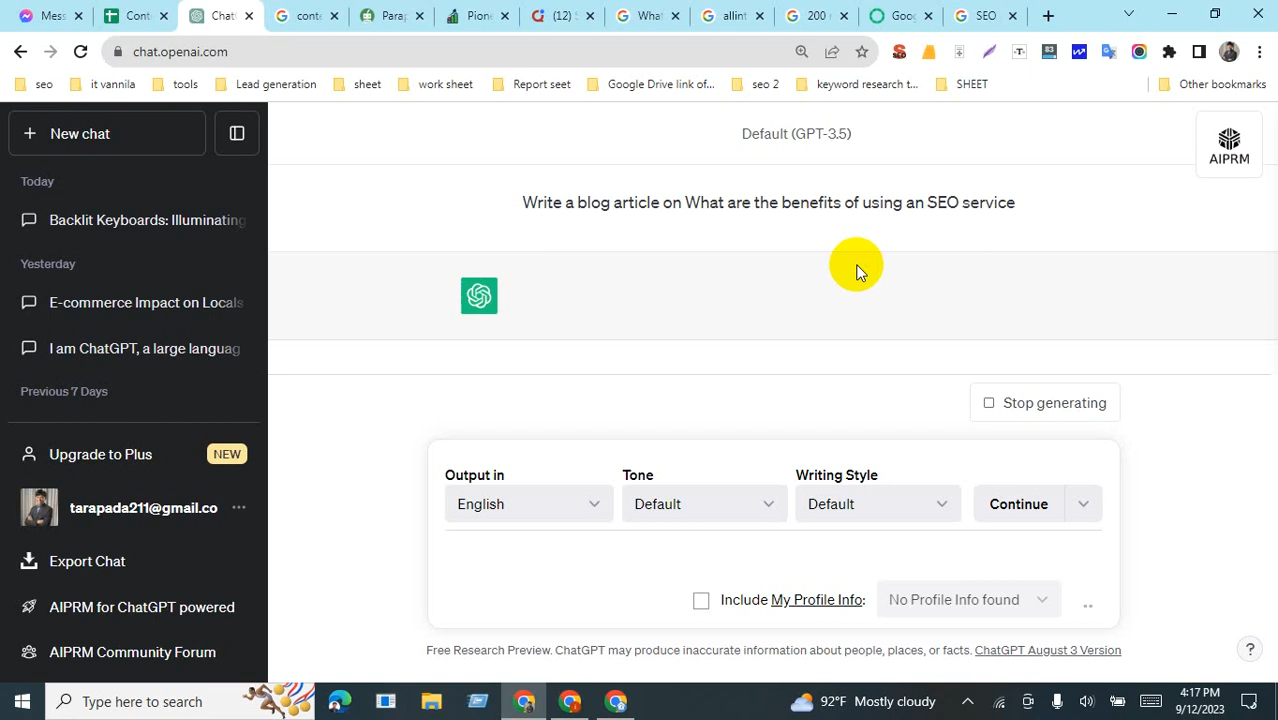 Mess
Cont
Chat
conte
Parap
Pione
(12) S
What
allint
200
Goog
SEO
chat.openai.com
83
seo
it vannila
tools
Lead generation
sheet
work sheet
Report seet
Google Drive link of...
seo 2
keyword research t...
SHEET
Other bookmarks
New chat
Default (GPT-3.5)
AIPRM
Today
Backlit Keyboards: Illuminating
Yesterday
E-commerce Impact on Locals
I am ChatGPT, a large languag
Previous 7 Days
Write a blog article on What are the benefits of using an SEO service
Stop generating
Upgrade to Plus
NEW
tarapada211@gmail.co
Export Chat
AIPRM for ChatGPT powered
AIPRM Community Forum
Output in
Tone
Writing Style
English
Default
Default
Continue
Include My Profile Info:
No Profile Info found
Free Research Preview. ChatGPT may produce inaccurate information about people, places, or facts. ChatGPT August 3 Version
?
Type here to search
92°F Mostly cloudy
4:17 PM
9/12/2023